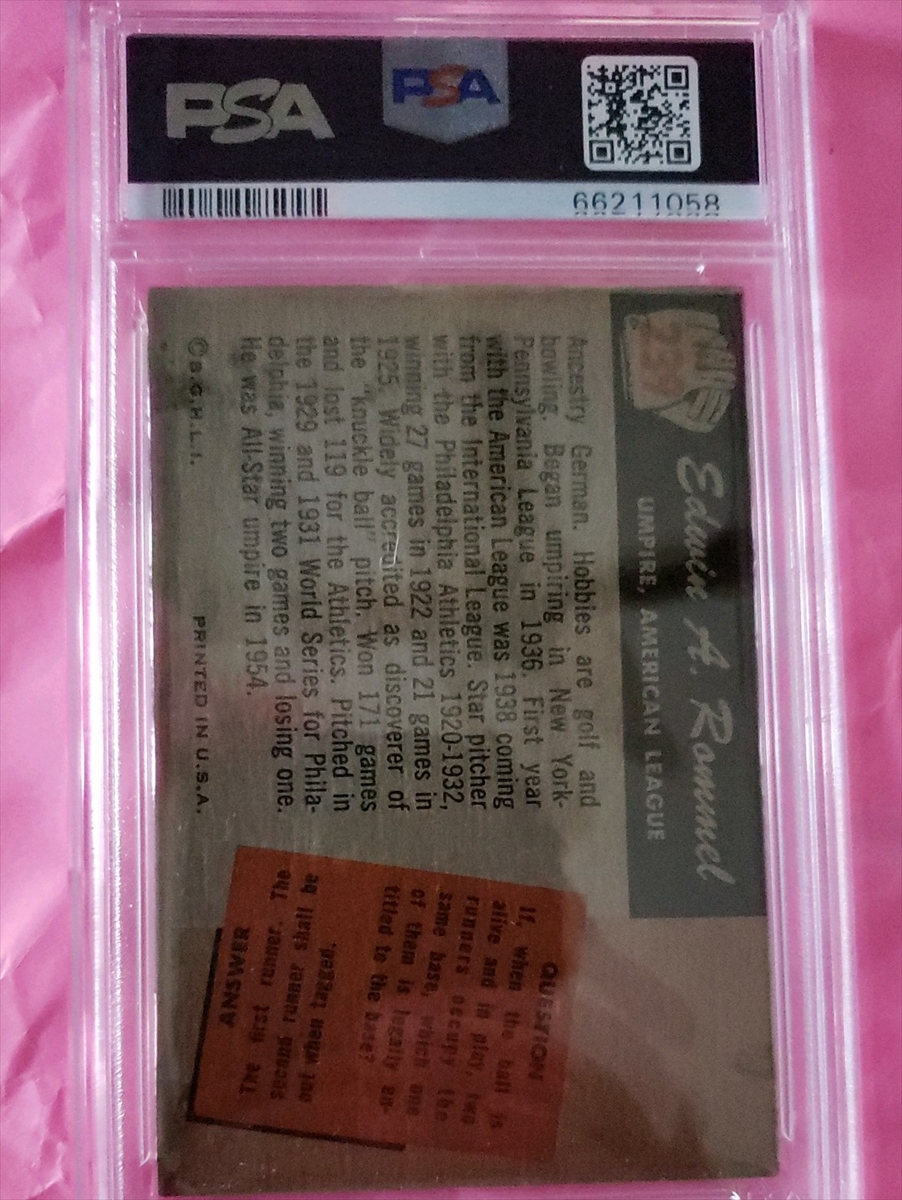 PSA
PSA
66211058
239
Edwin A. Rommel
UMPIRE, AMERICAN LEAGUE
Ancestry German. Hobbies are golf and
bowling. Began umpiring in New York-
Pennsylvania League in 1936. First year
with the American League was 1938 coming
from the International League. Star pitcher
with the Philadelphia Athletics 1920-1932,
winning 27 games in 1922 and 21 games in
1925. Widely accredited as discoverer of
the "knuckle ball" pitch. Won 171 games
and lost 119 for the Athletics. Pitched in
the 1929 and 1931 World Series for Phila-
delphia, winning two games and losing one.
He was All-Star umpire in 1954.
©B.G.H.L.I.
PRINTED IN U.S.A.
QUESTION
If, when the ball is
alive and in play, two
runners occupy the
same base, which one
of them is legally en-
titled to the base?
ANSWER
The first runner. The
second runner shall be
out when tagged.